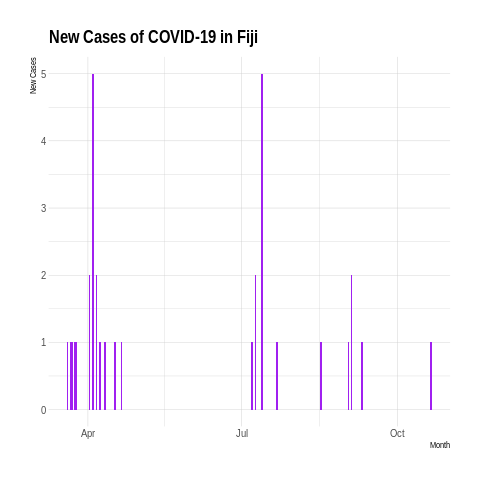 New Cases of COVID-19 in Fiji
New Cases
5
4
3
2
1
0
Apr
Jul
Oct
Month